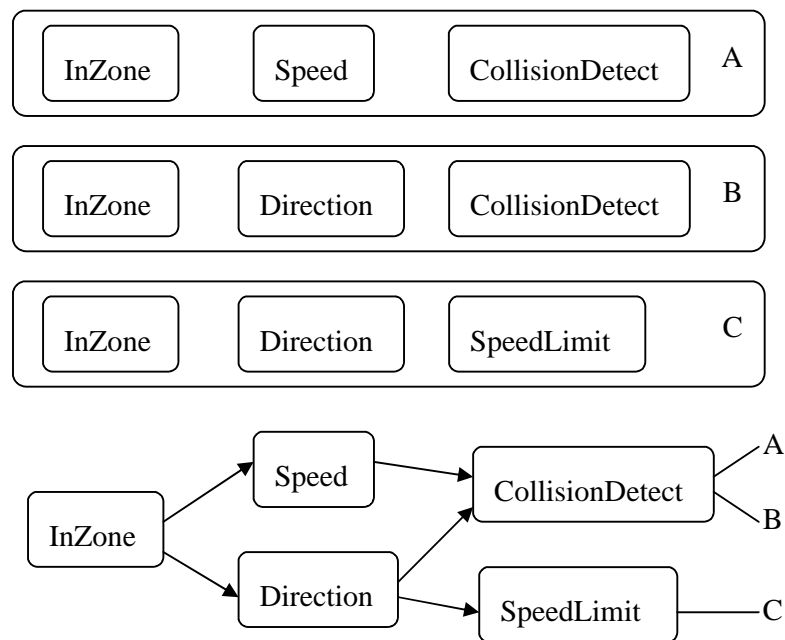 InZone Speed CollisionDetect A
InZone Direction CollisionDetect B
InZone Direction SpeedLimit C
A
Speed
CollisionDetect
B
InZone
Direction
SpeedLimit C